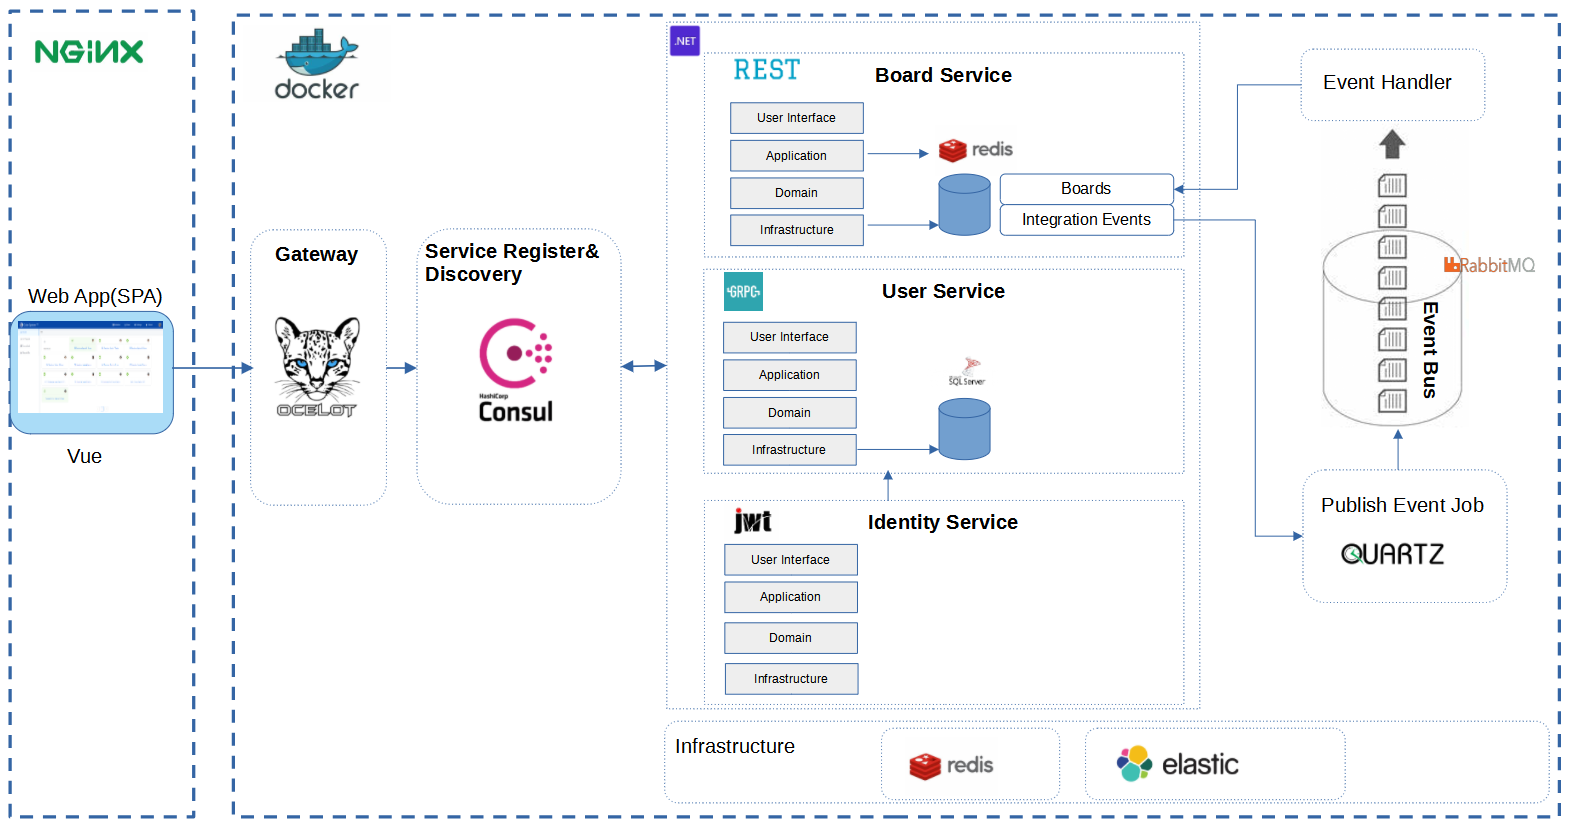 NGINX
Web App(SPA)
Vue
docker
Gateway
OCELOT
Service Register&
Discovery
HashiCorp
Consul
.NET
REST
Board Service
User Interface
Application
Domain
Infrastructure
redis
Boards
Integration Events
GRPC
User Service
User Interface
Application
Domain
Infrastructure
SQL Server
jwt
Identity Service
User Interface
Application
Domain
Infrastructure
Event Handler
RabbitMQ
Event Bus
Publish Event Job
QUARTZ
Infrastructure
redis
elastic